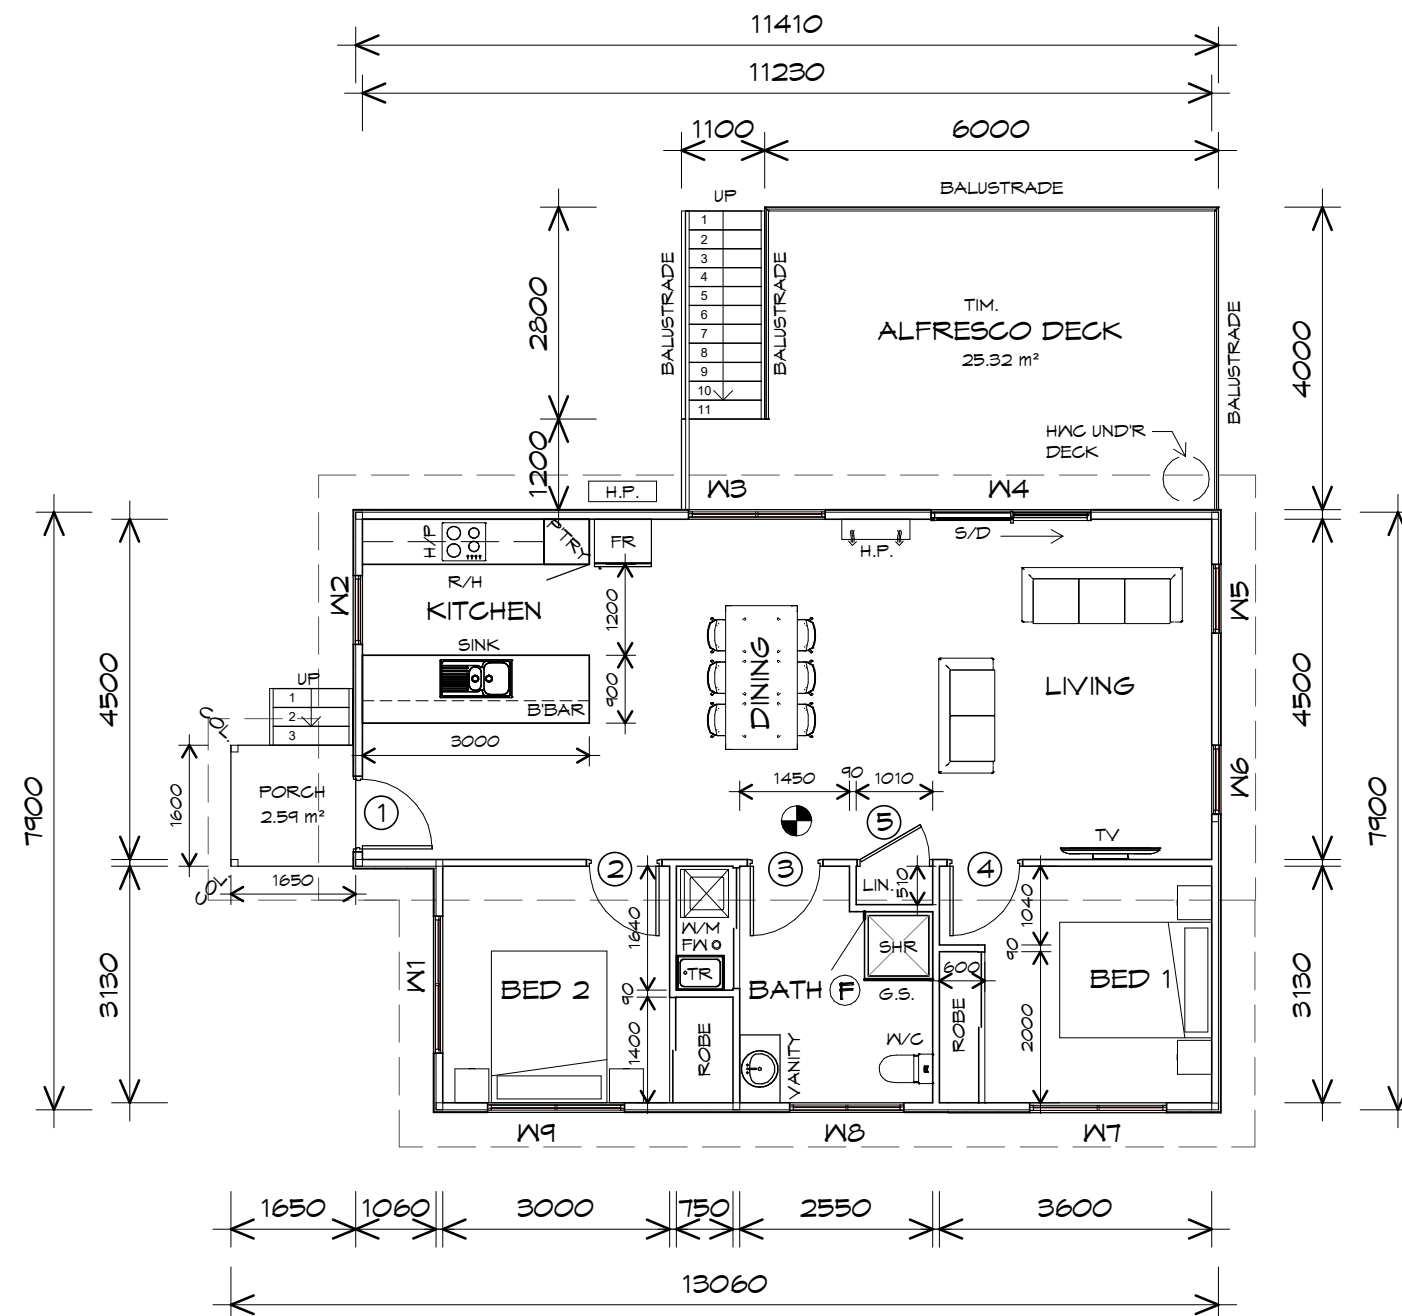 11410
11230
1100
6000
UP
BALUSTRADE
1
2
3
4
5
6
7
8
9
10
11
BALUSTRADE
BALUSTRADE
BALUSTRADE
TIM.
ALFRESCO DECK
25.32 m²
2800
1200
4000
HWC UND'R
DECK
H.P.
W3
W4
S/D
H.P.
H/P
P'TRY
FR
R/H
KITCHEN
SINK
B'BAR
1200
900
3000
W2
DINING
LIVING
W5
W6
4500
7900
4500
7900
UP
1
2
3
COL.
PORCH
2.59 m²
1600
1650
COL.
1
1450
90
1010
5
TV
2
3
4
LIN.
510
1040
90
W/M
FW
TR
1640
90
1400
SHR
600
G.S.
BED 2
BATH
F
BED 1
ROBE
VANITY
W/C
ROBE
2000
W1
3130
3130
W9
W8
W7
1650
1060
3000
750
2550
3600
13060